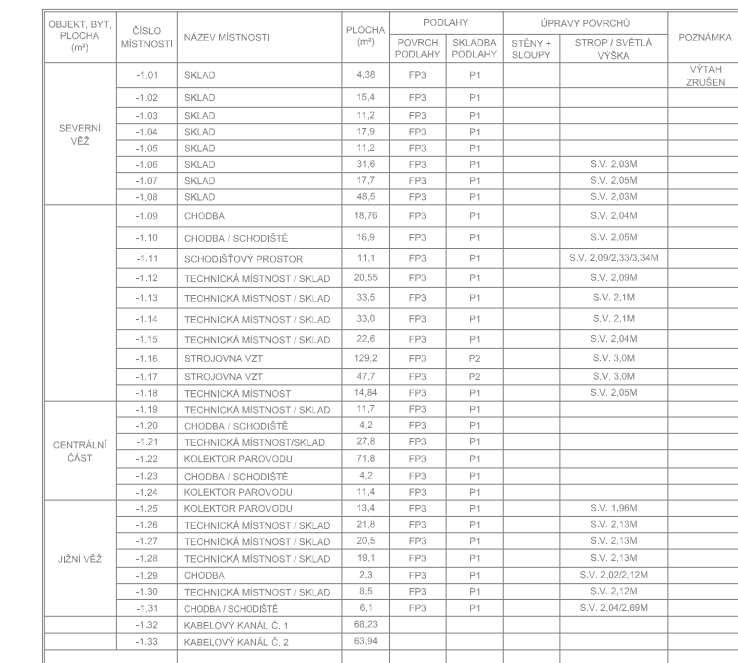 OBJEKT, BYT, PLOCHA (m²) ČÍSLO MÍSTNOSTI NÁZEV MÍSTNOSTI PLOCHA (m²) PODLAHY ÚPRAVY POVRCHŮ POZNÁMKA
POVRCH PODLAHY SKLADBA PODLAHY STĚNY + SLOUPY STROP / SVĚTLÁ VÝŠKA
SEVERNÍ VĚŽ
-1.01 SKLAD 4,38 FP3 P1 VÝTAH ZRUŠEN
-1.02 SKLAD 15,4 FP3 P1
-1.03 SKLAD 11,2 FP3 P1
-1.04 SKLAD 17,9 FP3 P1
-1.05 SKLAD 11,2 FP3 P1
-1.06 SKLAD 31,6 FP3 P1 S.V. 2,03M
-1.07 SKLAD 17,7 FP3 P1 S.V. 2,05M
-1,08 SKLAD 48,5 FP3 P1 S.V. 2,03M
-1.09 CHODBA 18,76 FP3 P1 S.V. 2,04M
-1.10 CHODBA / SCHODIŠTĚ 16,9 FP3 P1 S.V. 2,05M
-1.11 SCHODIŠŤOVÝ PROSTOR 11,1 FP3 P1 S.V. 2,09/2,33/3,34M
-1.12 TECHNICKÁ MÍSTNOST / SKLAD 20,55 FP3 P1 S.V. 2,09M
-1.13 TECHNICKÁ MÍSTNOST / SKLAD 33,5 FP3 P1 S.V. 2,1M
-1.14 TECHNICKÁ MÍSTNOST / SKLAD 33,0 FP3 P1 S.V. 2,1M
-1.15 TECHNICKÁ MÍSTNOST / SKLAD 22,6 FP3 P1 S.V. 2,04M
-1.16 STROJOVNA VZT 129,2 FP3 P2 S.V. 3,0M
-1.17 STROJOVNA VZT 47,7 FP3 P2 S.V. 3,0M
-1.18 TECHNICKÁ MÍSTNOST 14,84 FP3 P1 S.V. 2,05M
CENTRÁLNÍ ČÁST
-1.19 TECHNICKÁ MÍSTNOST / SKLAD 11,7 FP3 P1
-1.20 CHODBA / SCHODIŠTĚ 4,2 FP3 P1
-1.21 TECHNICKÁ MÍSTNOST/SKLAD 27,8 FP3 P1
-1.22 KOLEKTOR PAROVODU 71,8 FP3 P1
-1.23 CHODBA / SCHODIŠTĚ 4,2 FP3 P1
-1.24 KOLEKTOR PAROVODU 11,4 FP3 P1
JIŽNÍ VĚŽ
-1.25 KOLEKTOR PAROVODU 13,4 FP3 P1 S.V. 1,96M
-1.26 TECHNICKÁ MÍSTNOST / SKLAD 21,8 FP3 P1 S.V. 2,13M
-1.27 TECHNICKÁ MÍSTNOST / SKLAD 20,5 FP3 P1 S.V. 2,13M
-1.28 TECHNICKÁ MÍSTNOST / SKLAD 19,1 FP3 P1 S.V. 2,13M
-1.29 CHODBA 2,3 FP3 P1 S.V. 2,02/2,12M
-1.30 TECHNICKÁ MÍSTNOST / SKLAD 8,5 FP3 P1 S.V. 2,12M
-1.31 CHODBA / SCHODIŠTĚ 6,1 FP3 P1 S.V. 2,04/2,69M
-1.32 KABELOVÝ KANÁL Č. 1 68,23
-1.33 KABELOVÝ KANÁL Č. 2 63,94